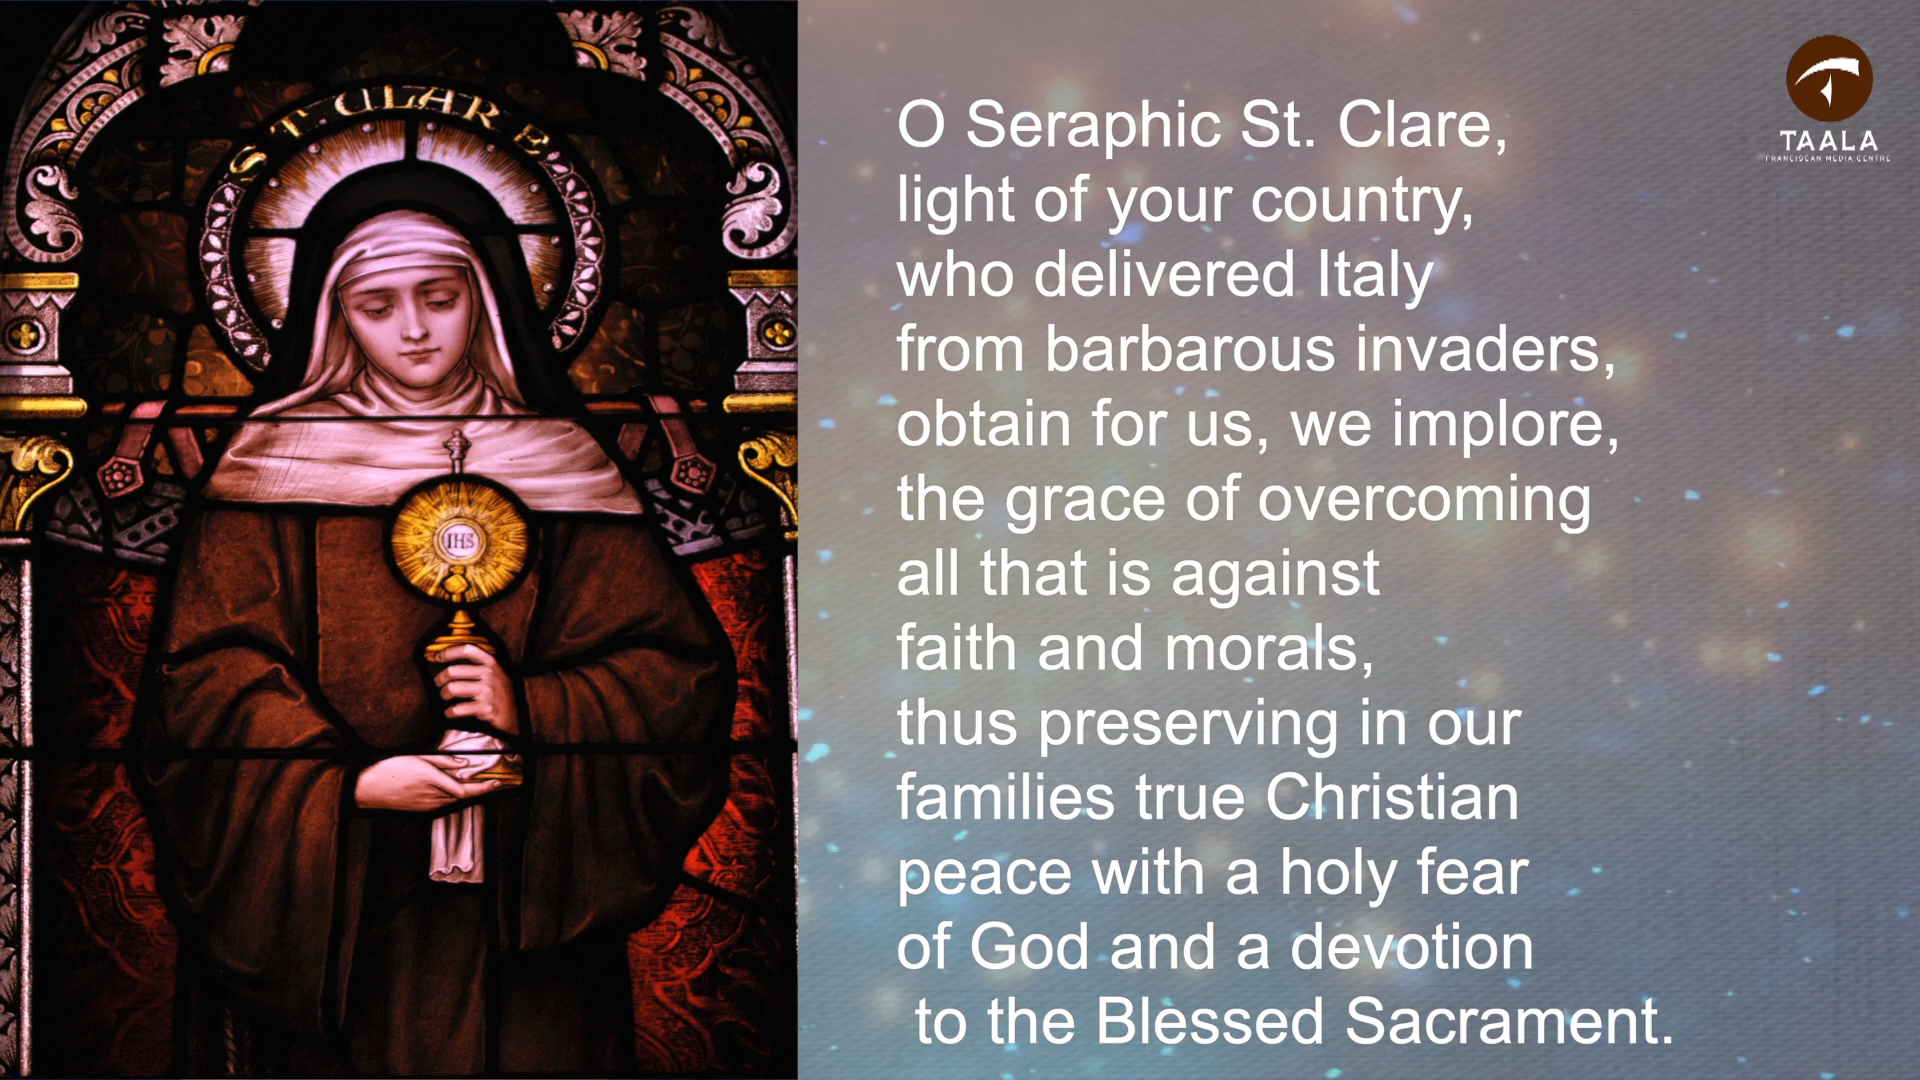 ST. CLARE
IHS
O Seraphic St. Clare,
light of your country,
who delivered Italy
from barbarous invaders,
obtain for us, we implore,
the grace of overcoming
all that is against
faith and morals,
thus preserving in our
families true Christian
peace with a holy fear
of God and a devotion
to the Blessed Sacrament.
TAALA
FRANCISCAN MEDIA CENTRE